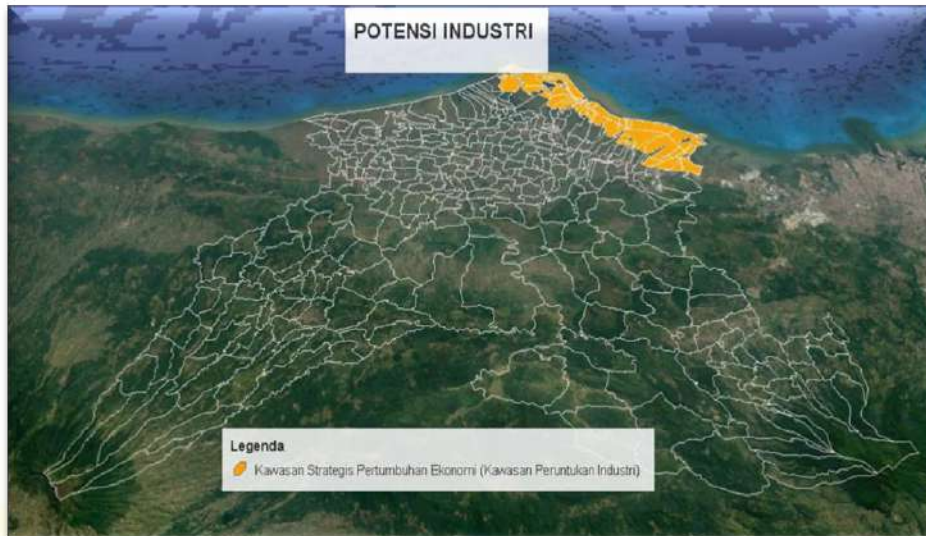 POTENSI INDUSTRI
Legenda
Kawasan Strategis Pertumbuhan Ekonomi (Kawasan Peruntukan Industri)